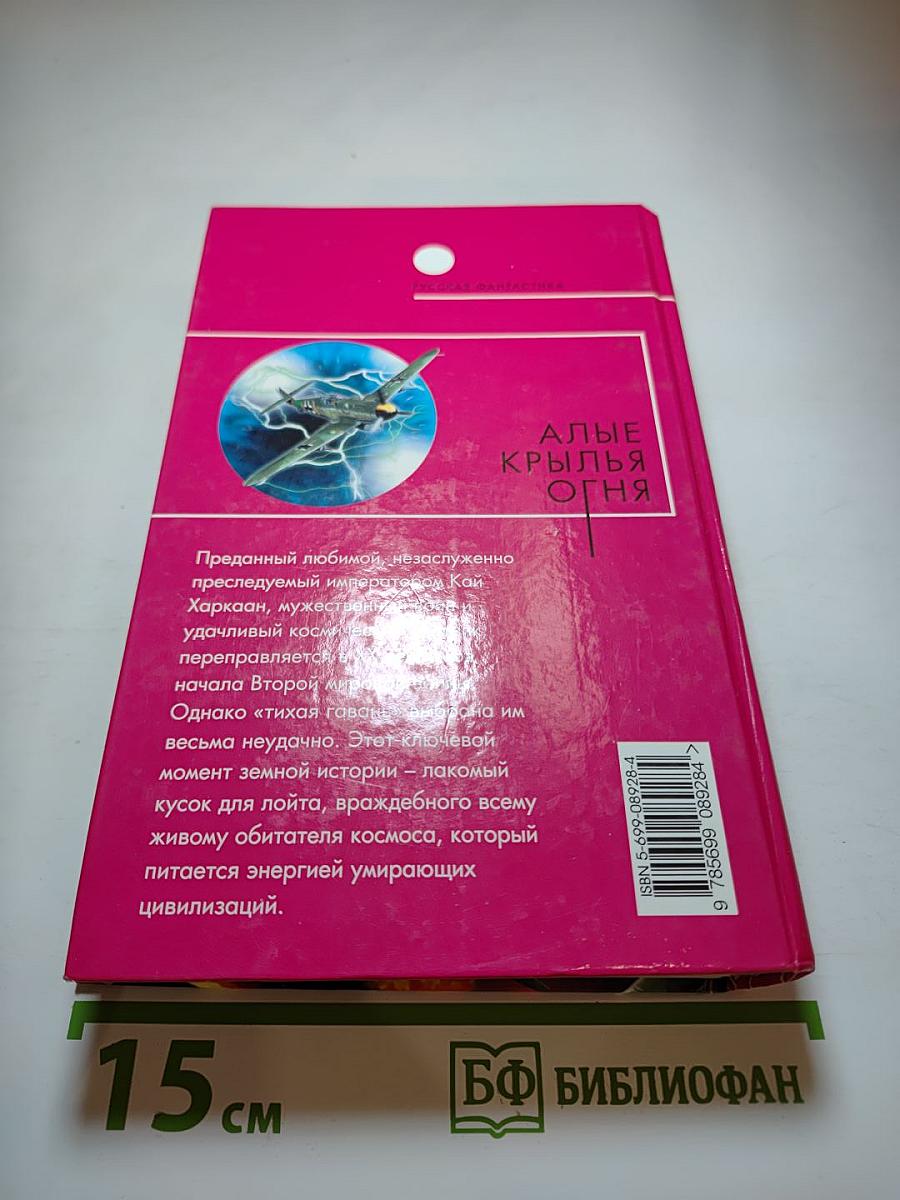 РУССКАЯ ФАНТАСТИКА
АЛЫЕ
КРЫЛЬЯ
ОГНЯ
Преданный любимой, незаслуженно
преследуемый императором Кай
Харкаан, мужественный
удачливый
переправляется
начала Второй
Однако «тихая гавань» выбрана им
весьма неудачно. Этот ключевой
момент земной истории – лакомый
кусок для лойта, враждебного всему
живому обитателя космоса, который
питается энергией умирающих
цивилизаций.
ISBN 5-699-08928-4
9 785699 089284 >
15 см
БФ БИБЛИОФАН